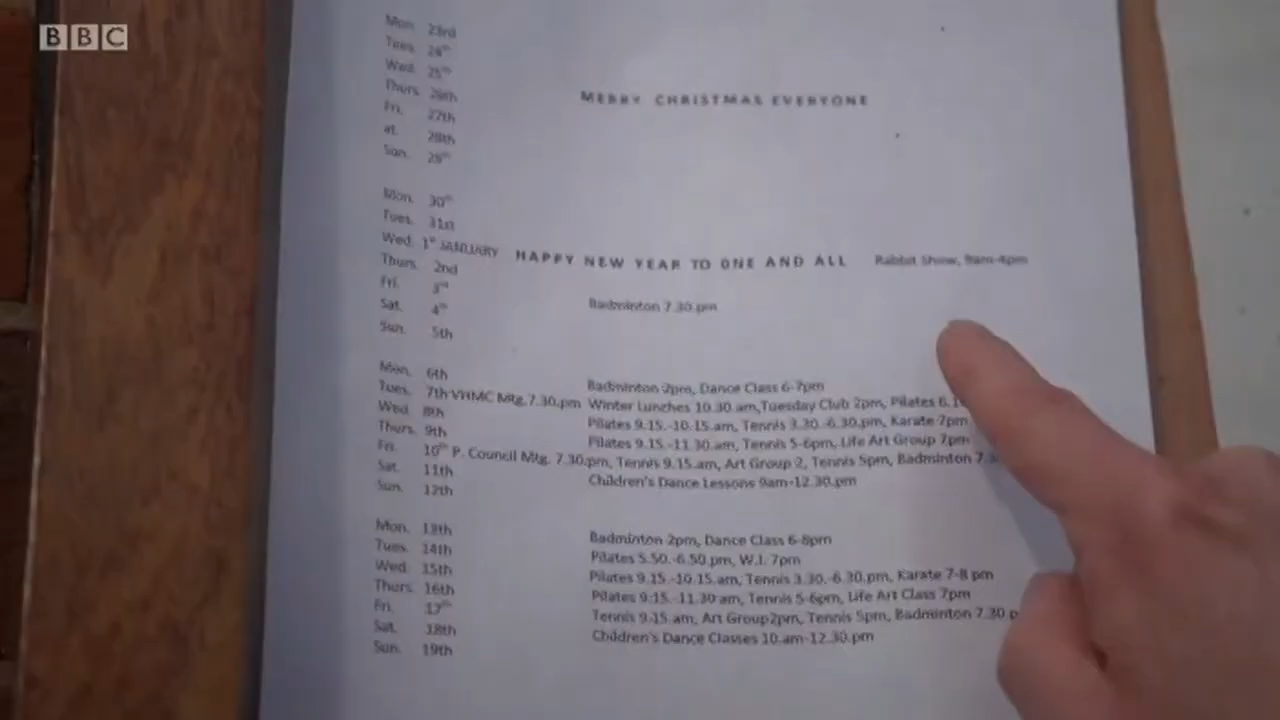 BBC
Mon. 23rd
Tues. 24th
Wed. 25th
Thurs. 26th MERRY CHRISTMAS EVERYONE
Fri. 27th
at. 28th
Sun. 29th
Mon. 30th
Tues. 31st
Wed. 1st JANUARY HAPPY NEW YEAR TO ONE AND ALL Rabbit Show, 9am-4pm
Thurs. 2nd
Fri. 3rd
Sat. 4th Badminton 7.30.pm
Sun. 5th
Mon. 6th Badminton 2pm, Dance Class 6-7pm
Tues. 7th VHMC Mtg.7.30.pm Winter Lunches 10.30.am,Tuesday Club 2pm, Pilates 6.1
Wed. 8th Pilates 9.15.-10.15.am, Tennis 3.30.-6.30.pm, Karate 7pm
Thurs. 9th Pilates 9.15.-11.30.am, Tennis 5-6pm, Life Art Group 7pm
Fri. 10th P. Council Mtg. 7.30.pm, Tennis 9.15.am, Art Group 2, Tennis 5pm, Badminton 7.3
Sat. 11th Children's Dance Lessons 9am-12.30.pm
Sun. 12th
Mon. 13th Badminton 2pm, Dance Class 6-8pm
Tues. 14th Pilates 5.50.-6.50.pm, W.I. 7pm
Wed. 15th Pilates 9.15.-10.15.am, Tennis 3.30.-6.30.pm, Karate 7-8 pm
Thurs. 16th Pilates 9.15.-11.30 am, Tennis 5-6pm, Life Art Class 7pm
Fri. 17th Tennis 9.15.am, Art Group2pm, Tennis 5pm, Badminton 7.30 p
Sat. 18th Children's Dance Classes 10.am-12.30.pm
Sun. 19th